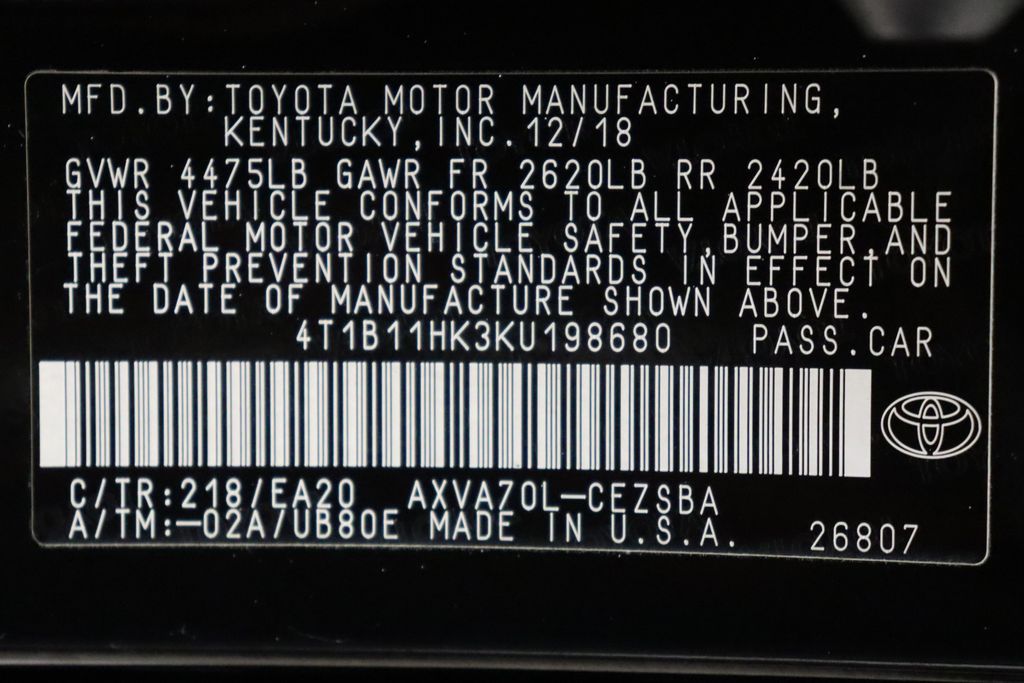 MFD.BY:TOYOTA MOTOR MANUFACTURING,
KENTUCKY,INC.12/18
GVWR 4475LB GAWR FR 2620LB RR 2420LB
THIS VEHICLE CONFORMS TO ALL APPLICABLE
FEDERAL MOTOR VEHICLE SAFETY,BUMPER,AND
THEFT PREVENTION STANDARDS IN EFFECT ON
THE DATE OF MANUFACTURE SHOWN ABOVE.
4T1B11HK3KU198680 PASS.CAR
C/TR:218/EA20 AXVA70L-CEZSBA
A/TM:-02A/UB80E MADE IN U.S.A. 26807